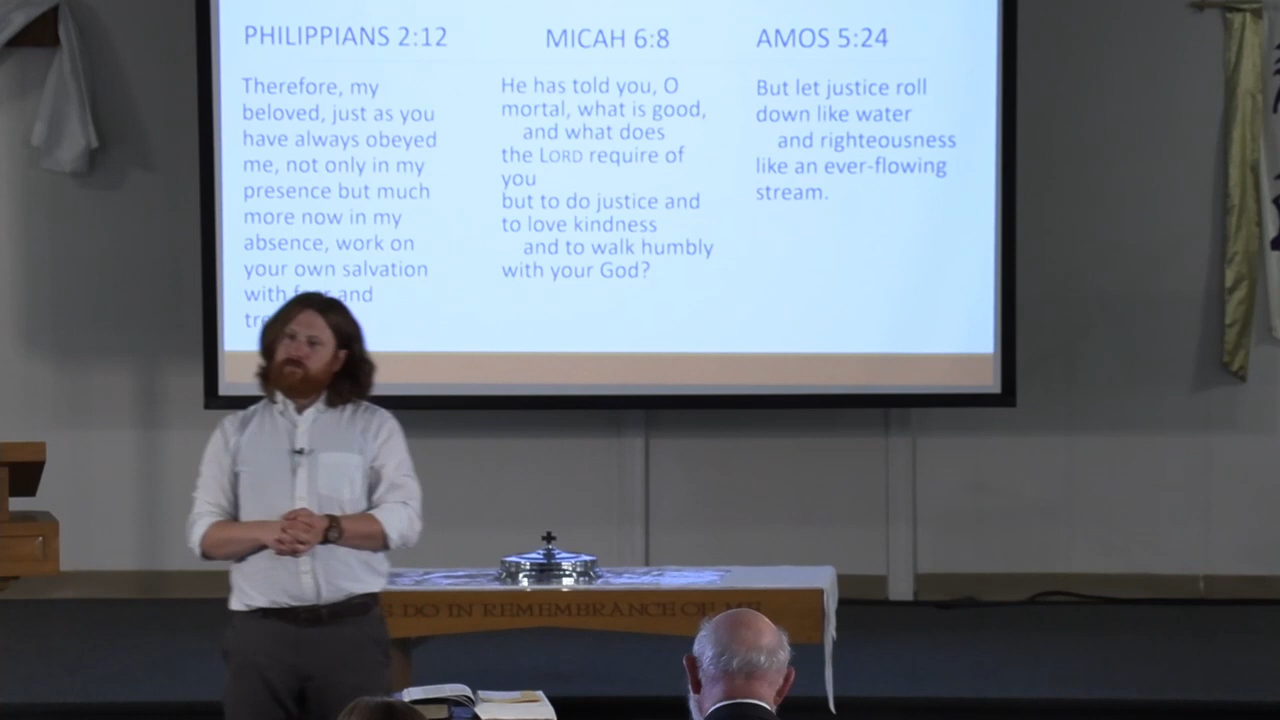 PHILIPPIANS 2:12
Therefore, my
beloved, just as you
have always obeyed
me, not only in my
presence but much
more now in my
absence, work on
your own salvation
with fear and
MICAH 6:8
He has told you, O
mortal, what is good,
and what does
the LORD require of
you
but to do justice and
to love kindness
and to walk humbly
with your God?
AMOS 5:24
But let justice roll
down like water
and righteousness
like an ever-flowing
stream.
DO IN REMEMBRANCE OF ME